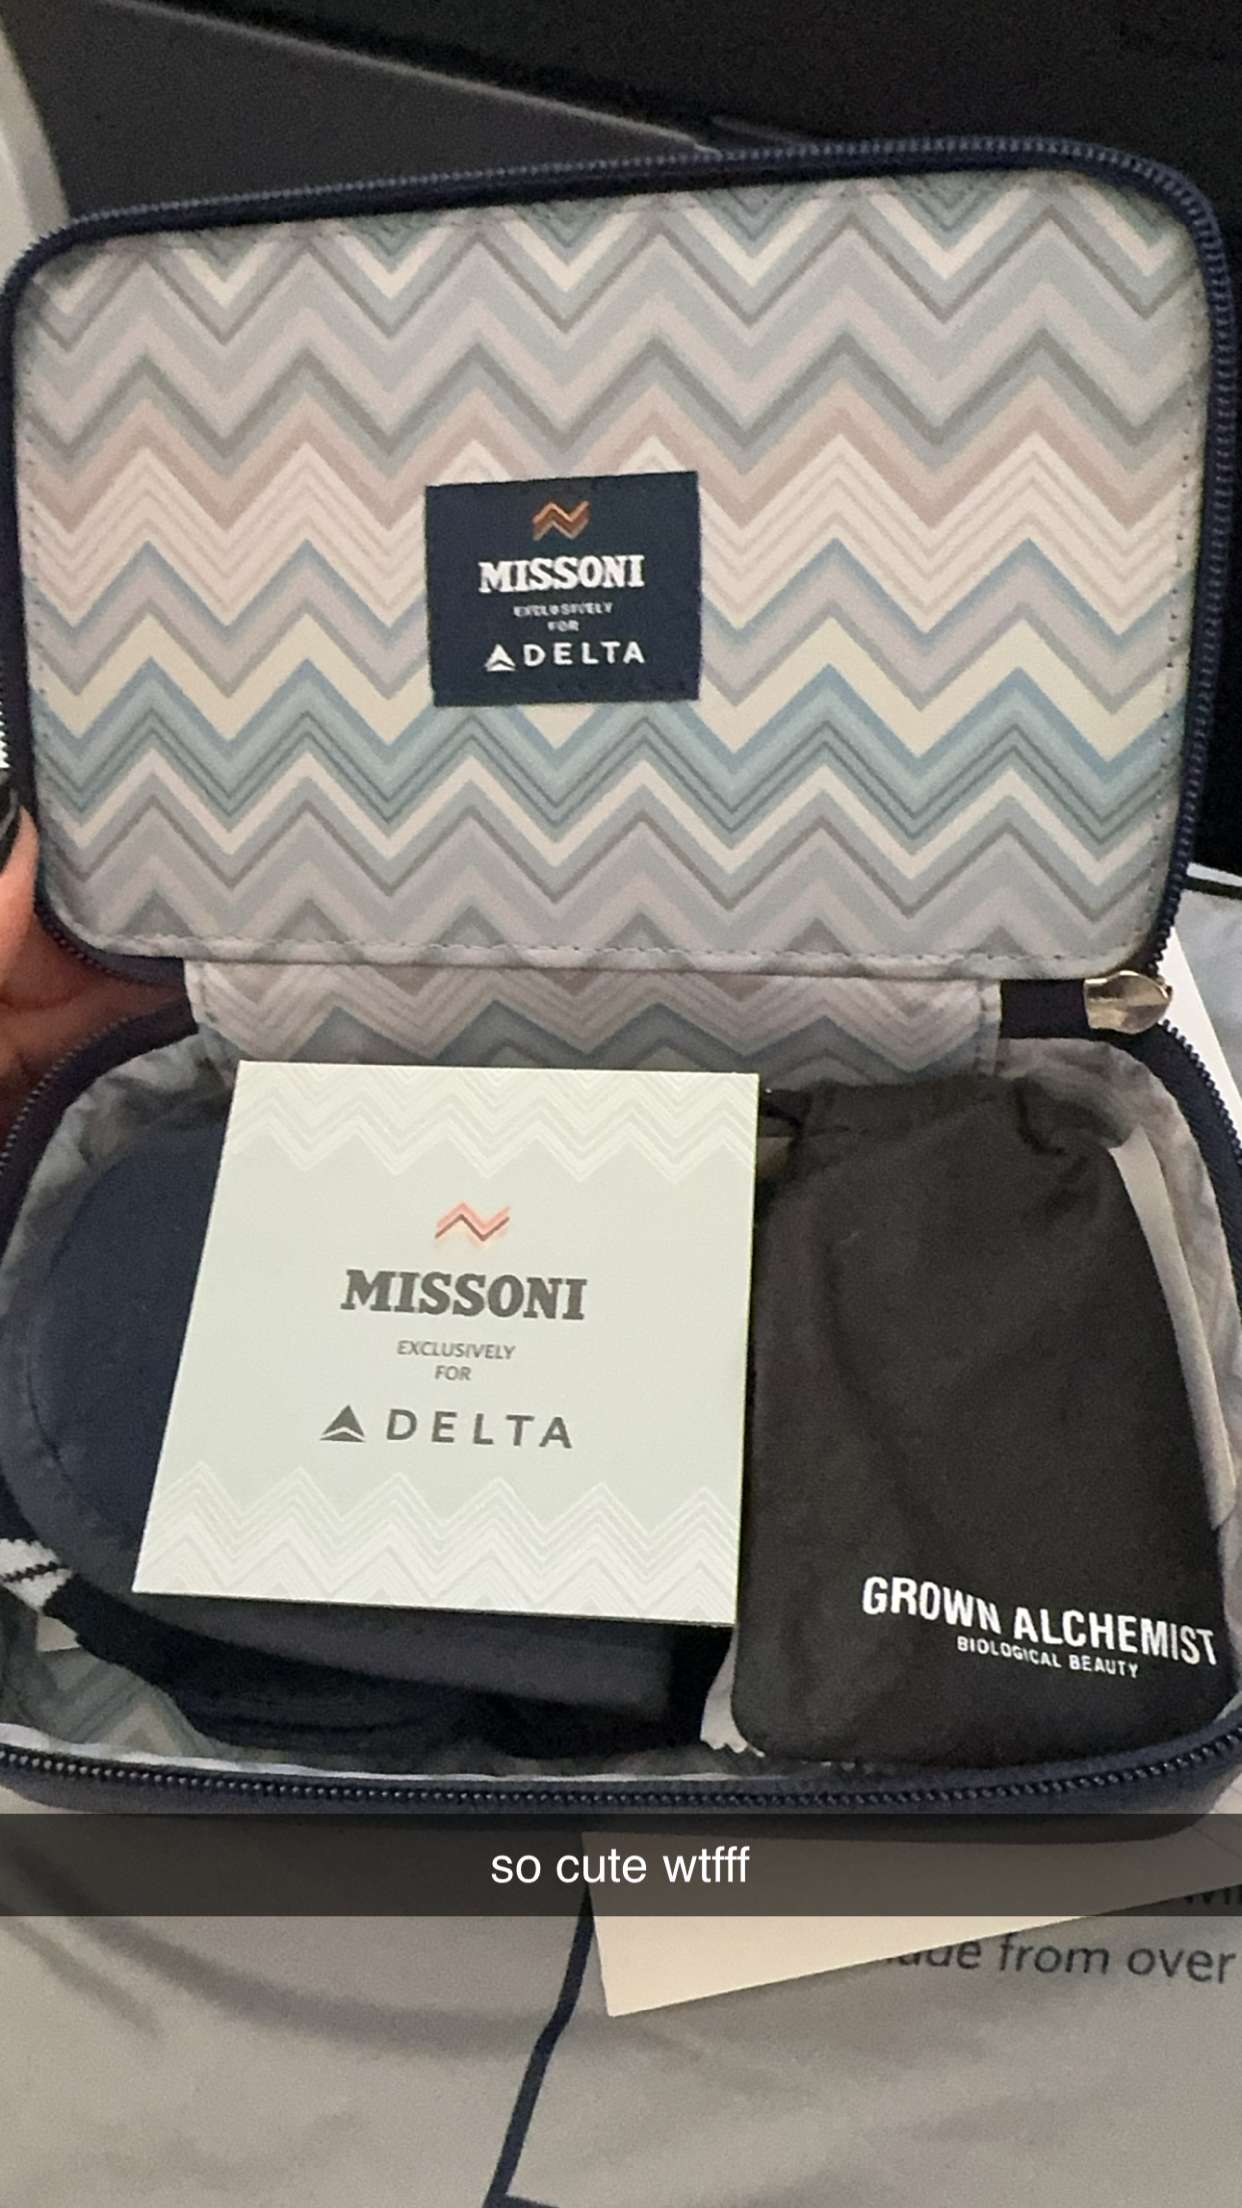 MISSONI
EXCLUSIVELY
FOR
DELTA
MISSONI
EXCLUSIVELY
FOR
DELTA
GROWN ALCHEMIST
BIOLOGICAL BEAUTY
so cute wtfff
from over